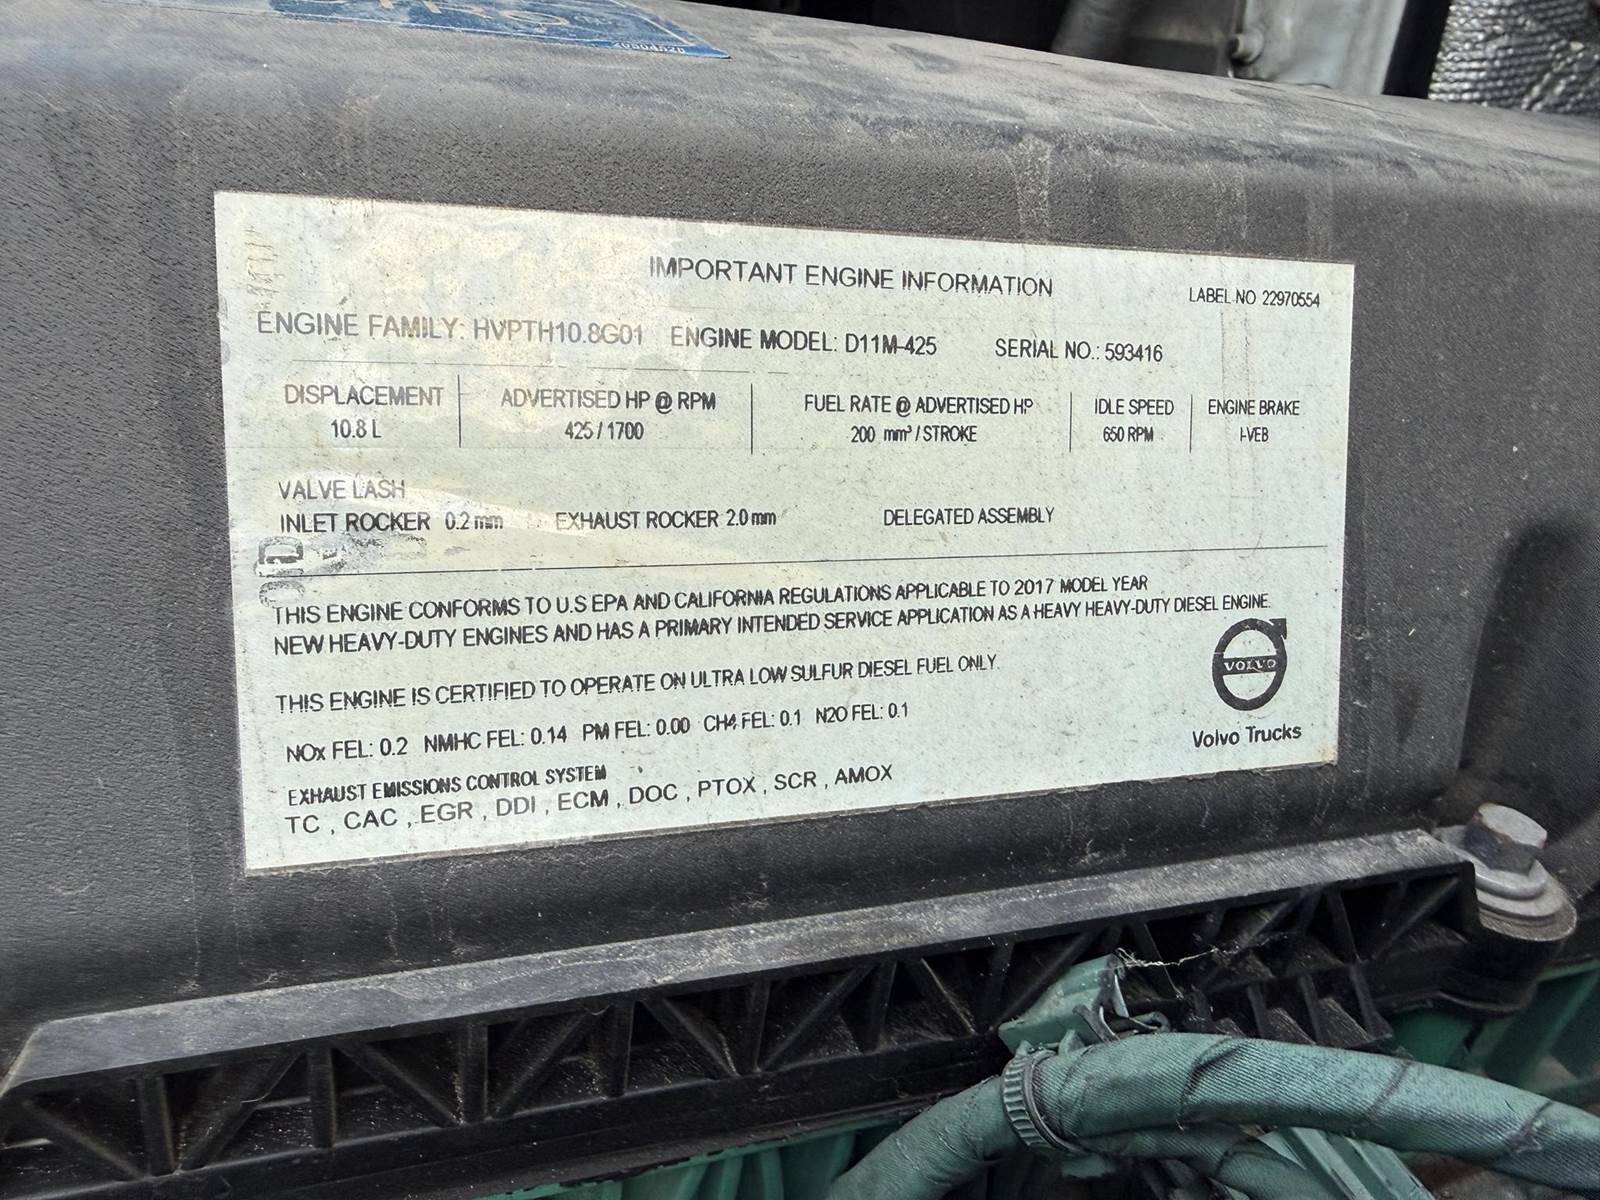 20504520
IMPORTANT ENGINE INFORMATION
LABEL NO 22970554
ENGINE FAMILY: HVPTH10.8G01 ENGINE MODEL: D11M-425 SERIAL NO.: 593416
DISPLACEMENT ADVERTISED HP @ RPM FUEL RATE @ ADVERTISED HP IDLE SPEED ENGINE BRAKE
10.8 L 425 / 1700 200 mm³ / STROKE 650 RPM I-VEB
VALVE LASH
INLET ROCKER 0.2 mm EXHAUST ROCKER 2.0 mm DELEGATED ASSEMBLY
THIS ENGINE CONFORMS TO U.S EPA AND CALIFORNIA REGULATIONS APPLICABLE TO 2017 MODEL YEAR
NEW HEAVY-DUTY ENGINES AND HAS A PRIMARY INTENDED SERVICE APPLICATION AS A HEAVY HEAVY-DUTY DIESEL ENGINE.
THIS ENGINE IS CERTIFIED TO OPERATE ON ULTRA LOW SULFUR DIESEL FUEL ONLY.
VOLVO
NOx FEL: 0.2 NMHC FEL: 0.14 PM FEL: 0.00 CH4 FEL: 0.1 N2O FEL: 0.1
Volvo Trucks
EXHAUST EMISSIONS CONTROL SYSTEM
TC , CAC , EGR , DDI , ECM , DOC , PTOX , SCR , AMOX